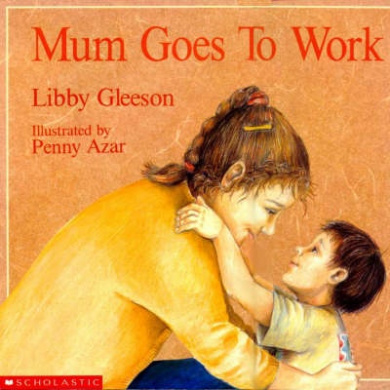 Mum Goes To Work
Libby Gleeson
Illustrated by
Penny Azar
SCHOLASTIC